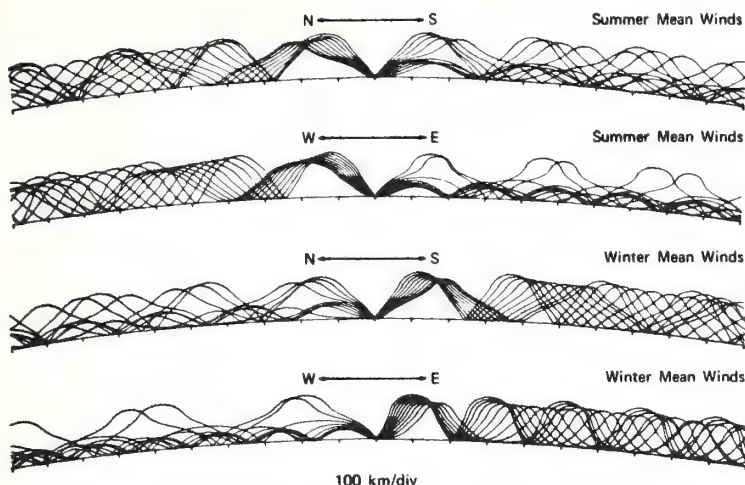 N S Summer Mean Winds
W E Summer Mean Winds
N S Winter Mean Winds
W E Winter Mean Winds
100 km/div